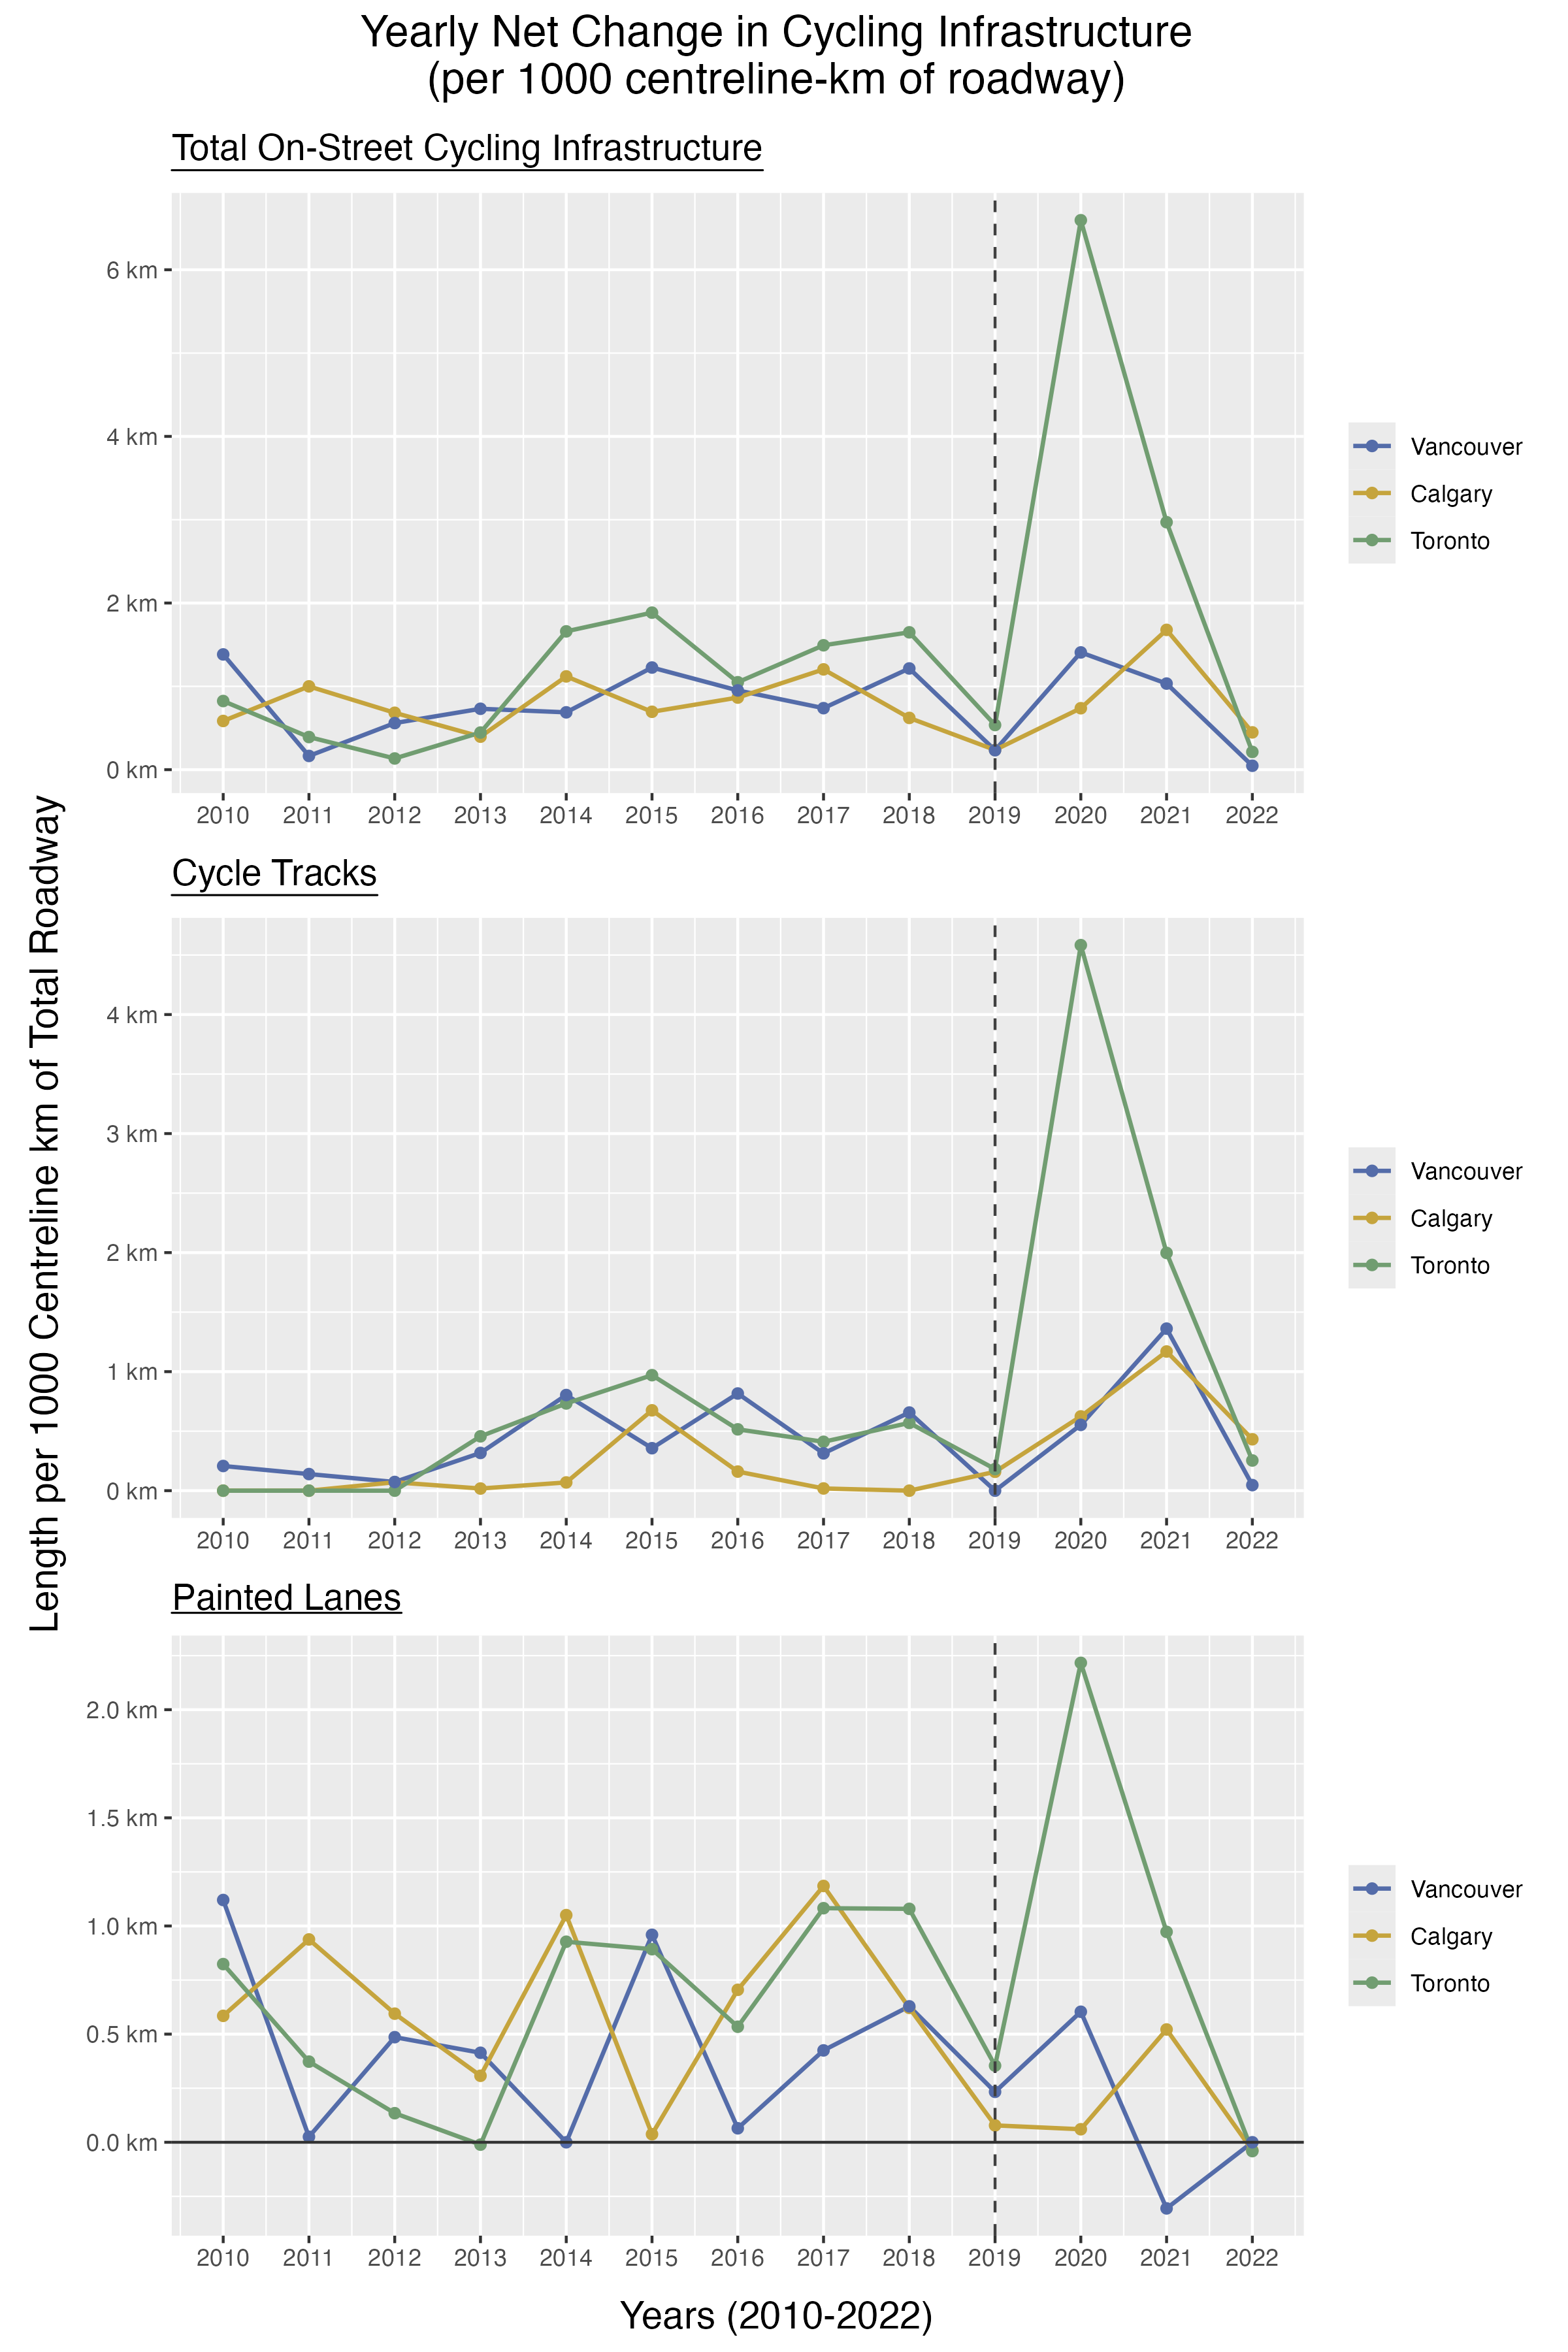 Yearly Net Change in Cycling Infrastructure
(per 1000 centreline-km of roadway)
Total On-Street Cycling Infrastructure
6 km
4 km
2 km
0 km
2010 2011 2012 2013 2014 2015 2016 2017 2018 2019 2020 2021 2022
Vancouver
Calgary
Toronto
Length per 1000 Centreline km of Total Roadway
Cycle Tracks
4 km
3 km
2 km
1 km
0 km
2010 2011 2012 2013 2014 2015 2016 2017 2018 2019 2020 2021 2022
Vancouver
Calgary
Toronto
Painted Lanes
2.0 km
1.5 km
1.0 km
0.5 km
0.0 km
2010 2011 2012 2013 2014 2015 2016 2017 2018 2019 2020 2021 2022
Vancouver
Calgary
Toronto
Years (2010-2022)